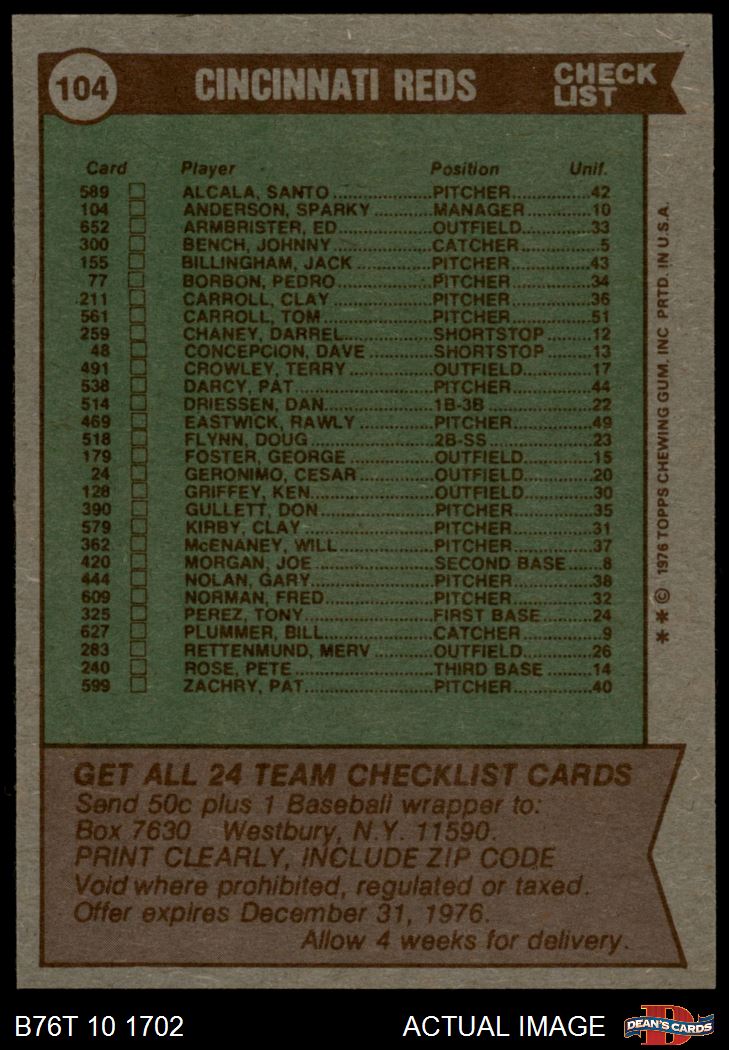 104 CINCINNATI REDS CHECK LIST
Card Player Position Unif.
589 ALCALA, SANTO PITCHER 42
104 ANDERSON, SPARKY MANAGER 10
652 ARMBRISTER, ED OUTFIELD 33
300 BENCH, JOHNNY CATCHER 5
155 BILLINGHAM, JACK PITCHER 43
77 BORBON, PEDRO PITCHER 34
211 CARROLL, CLAY PITCHER 36
561 CARROLL, TOM PITCHER 51
259 CHANEY, DARREL SHORTSTOP 12
48 CONCEPCION, DAVE SHORTSTOP 13
491 CROWLEY, TERRY OUTFIELD 17
538 DARCY, PAT PITCHER 44
514 DRIESSEN, DAN 1B-3B 22
469 EASTWICK, RAWLY PITCHER 49
518 FLYNN, DOUG 2B-SS 23
179 FOSTER, GEORGE OUTFIELD 15
24 GERONIMO, CESAR OUTFIELD 20
128 GRIFFEY, KEN OUTFIELD 30
390 GULLETT, DON PITCHER 35
579 KIRBY, CLAY PITCHER 31
362 McENANEY, WILL PITCHER 37
420 MORGAN, JOE SECOND BASE 8
444 NOLAN, GARY PITCHER 38
609 NORMAN, FRED PITCHER 32
325 PEREZ, TONY FIRST BASE 24
627 PLUMMER, BILL CATCHER 9
283 RETTENMUND, MERV OUTFIELD 26
240 ROSE, PETE THIRD BASE 14
599 ZACHRY, PAT PITCHER 40
* * © 1976 TOPPS CHEWING GUM, INC PRTD. IN U.S.A.
GET ALL 24 TEAM CHECKLIST CARDS
Send 50c plus 1 Baseball wrapper to:
Box 7630 Westbury, N.Y. 11590.
PRINT CLEARLY, INCLUDE ZIP CODE
Void where prohibited, regulated or taxed.
Offer expires December 31, 1976.
Allow 4 weeks for delivery.
B76T 10 1702 ACTUAL IMAGE D DEAN'S CARDS